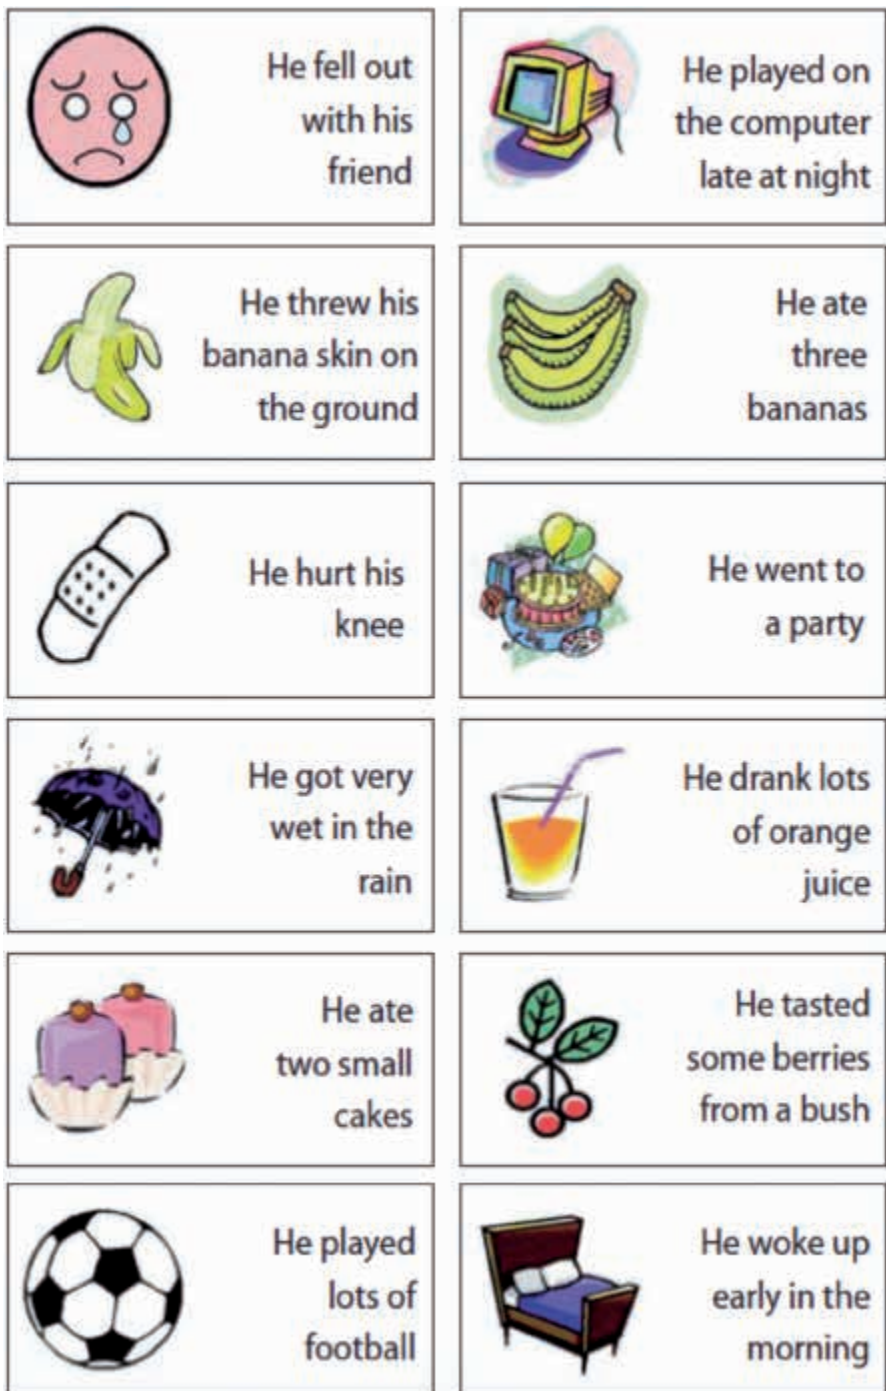 He fell out
with his
friend
He played on
the computer
late at night
He threw his
banana skin on
the ground
He ate
three
bananas
He hurt his
knee
He went to
a party
He got very
wet in the
rain
He drank lots
of orange
juice
He ate
two small
cakes
He tasted
some berries
from a bush
He played
lots of
football
He woke up
early in the
morning